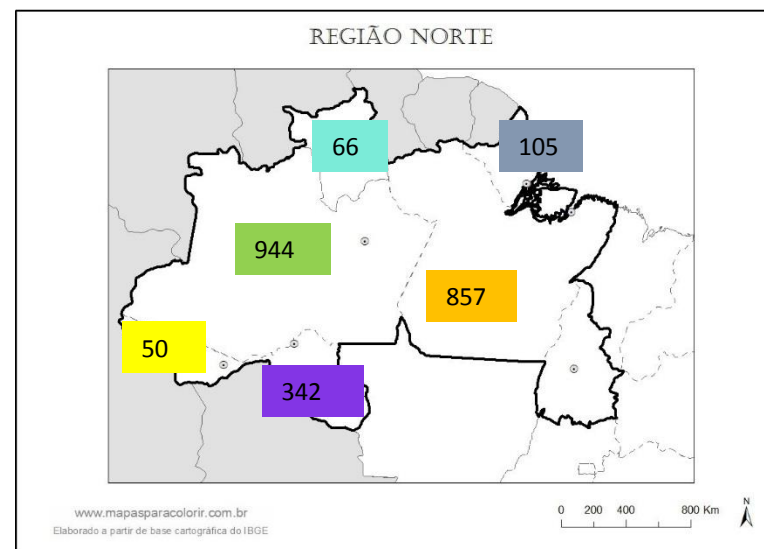 REGIÃO NORTE
66
105
944
857
50
342
www.mapasparacolorir.com.br
Elaborado a partir de base cartográfica do IBGE
0 200 400 800 Km
N